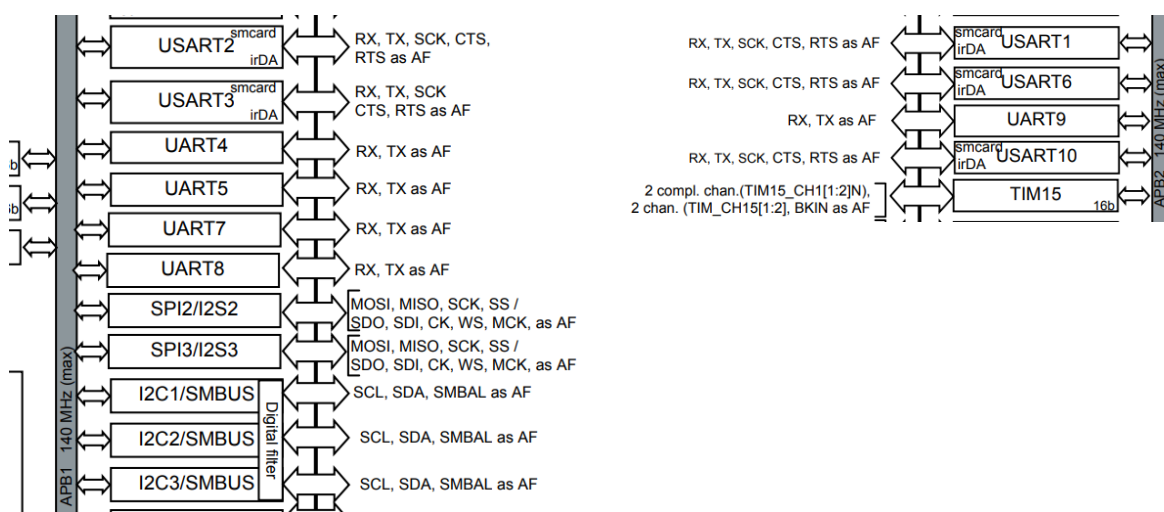 USART2
smcard
irDA
RX, TX, SCK, CTS,
RTS as AF
USART3
smcard
irDA
RX, TX, SCK
CTS, RTS as AF
UART4
RX, TX as AF
UART5
RX, TX as AF
UART7
RX, TX as AF
UART8
RX, TX as AF
SPI2/I2S2
MOSI, MISO, SCK, SS /
SDO, SDI, CK, WS, MCK, as AF
SPI3/I2S3
MOSI, MISO, SCK, SS /
SDO, SDI, CK, WS, MCK, as AF
I2C1/SMBUS
SCL, SDA, SMBAL as AF
I2C2/SMBUS
SCL, SDA, SMBAL as AF
I2C3/SMBUS
SCL, SDA, SMBAL as AF
Digital filter
APB1 140 MHz (max)
RX, TX, SCK, CTS, RTS as AF
smcard
irDA
USART1
RX, TX, SCK, CTS, RTS as AF
smcard
irDA
USART6
RX, TX as AF
UART9
RX, TX, SCK, CTS, RTS as AF
smcard
irDA
USART10
2 compl. chan.(TIM15_CH1[1:2]N),
2 chan. (TIM_CH15[1:2], BKIN as AF
TIM15
16b
APB2 140 MHz (max)